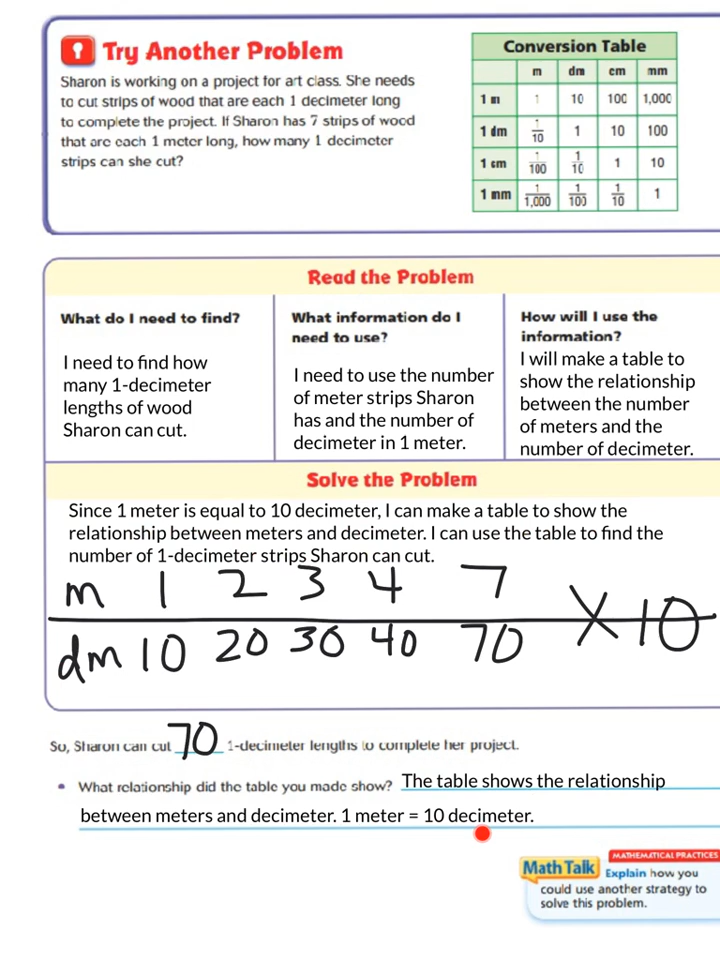 Try Another Problem
Sharon is working on a project for art class. She needs
to cut strips of wood that are each 1 decimeter long
to complete the project. If Sharon has 7 strips of wood
that are each 1 meter long, how many 1 decimeter
strips can she cut?
Conversion Table
m dm cm mm
1 m 1 10 100 1,000
1 dm 1/10 1 10 100
1 cm 1/100 1/10 1 10
1 mm 1/1,000 1/100 1/10 1
Read the Problem
What do I need to find?
I need to find how
many 1-decimeter
lengths of wood
Sharon can cut.
What information do I
need to use?
I need to use the number
of meter strips Sharon
has and the number of
decimeter in 1 meter.
How will I use the
information?
I will make a table to
show the relationship
between the number
of meters and the
number of decimeter.
Solve the Problem
Since 1 meter is equal to 10 decimeter, I can make a table to show the
relationship between meters and decimeter. I can use the table to find the
number of 1-decimeter strips Sharon can cut.
m 1 2 3 4 7
dm 10 20 30 40 70 ×10
So, Sharon can cut 70 1-decimeter lengths to complete her project.
• What relationship did the table you made show? The table shows the relationship
between meters and decimeter. 1 meter = 10 decimeter.
MATHEMATICAL PRACTICES
Math Talk Explain how you
could use another strategy to
solve this problem.